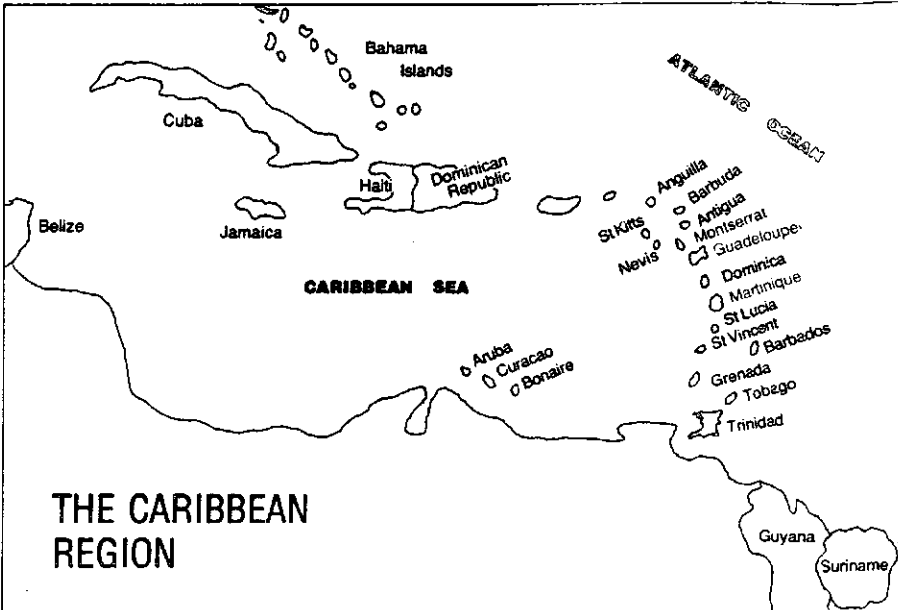 Bahama
Islands
ATLANTIC
OCEAN
Cuba
Haiti
Dominican
Republic
Anguilla
Barbuda
Antigua
Montserrat
Guadeloupe
St Kitts
Nevis
Belize
Jamaica
CARIBBEAN SEA
Dominica
Martinique
St Lucia
St Vincent
Barbados
Aruba
Curacao
Bonaire
Grenada
Tobago
Trinidad
THE CARIBBEAN
REGION
Guyana
Suriname